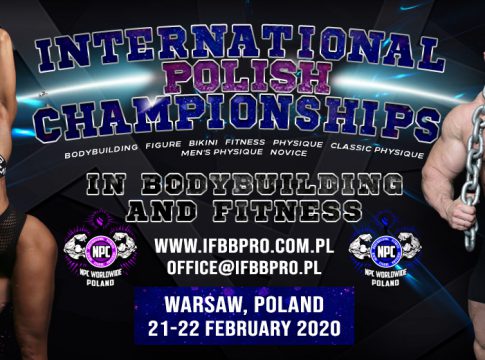 INTERNATIONAL
POLISH
CHAMPIONSHIPS
BODYBUILDING FIGURE BIKINI FITNESS PHYSIQUE CLASSIC PHYSIQUE
MEN'S PHYSIQUE NOVICE
IN BODYBUILDING
AND FITNESS
WWW.IFBBPRO.COM.PL
OFFICE@IFBBPRO.PL
NPC
NPC WORLDWIDE
POLAND
NPC
NPC WORLDWIDE
POLAND
WARSAW, POLAND
21-22 FEBRUARY 2020